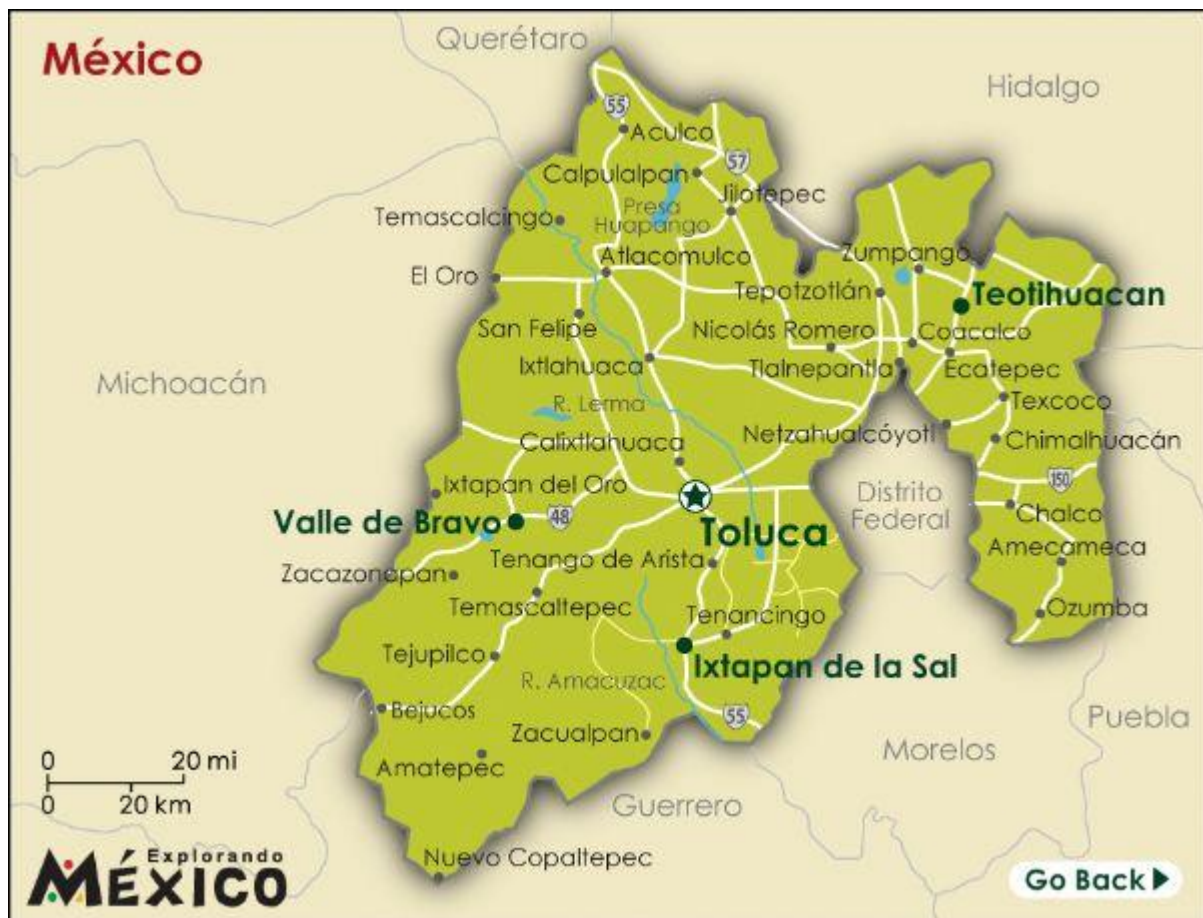 Querétaro
México
Hidalgo
55
Aculco
57
Calpulalpan
Jilotepec
Presa
Huapango
Temascalcingo
Atlacomulco
Zumpango
El Oro
Tepotzotlán
Teotihuacan
San Felipe
Nicolás Romero
Coacalco
Ixtlahuaca
Tlalnepantla
Ecatepec
Michoacán
R. Lerma
Texcoco
Netzahualcóyotl
Chimalhuacán
Calixtlahuaca
150
Ixtapan del Oro
Distrito
Federal
Valle de Bravo
48
Toluca
Chalco
Amecameca
Zacazonapan
Tenango de Arista
Temascaltepec
Tenancingo
Ozumba
Tejupilco
Ixtapan de la Sal
R. Amacuzac
Bejucos
55
Puebla
Zacualpan
Morelos
0 20 mi
Amatepec
0 20 km
Guerrero
Explorando
MÉXICO
Nuevo Copaltepec
Go Back